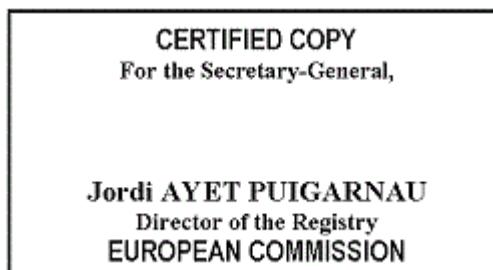 CERTIFIED COPY
For the Secretary-General,
Jordi AYET PUIGARNAU
Director of the Registry
EUROPEAN COMMISSION